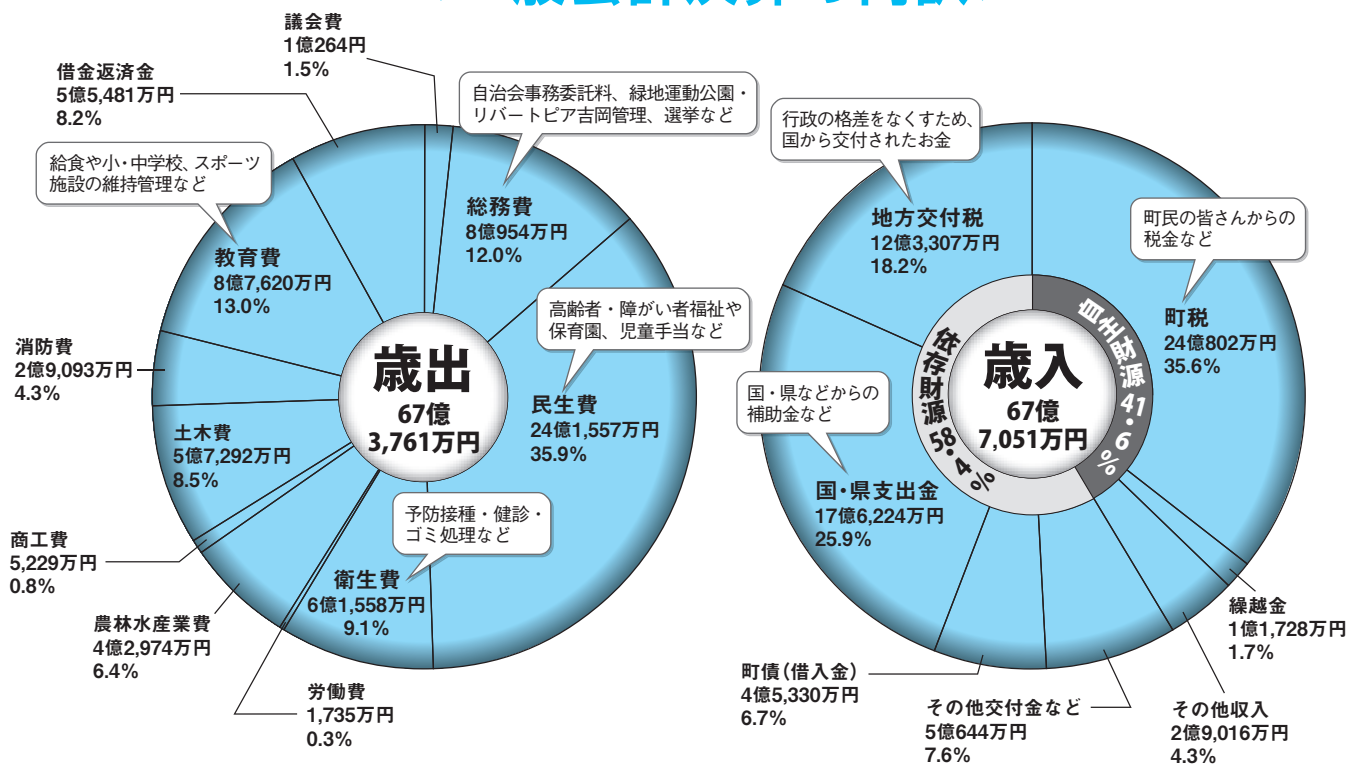 議会費
1億264円
1.5%
借金返済金
5億5,481万円
8.2%
自治会事務委託料、緑地運動公園・
リバートピア吉岡管理、選挙など
総務費
8億954万円
12.0%
給食や小・中学校、スポーツ
施設の維持管理など
教育費
8億7,620万円
13.0%
高齢者・障がい者福祉や
保育園、児童手当など
民生費
24億1,557万円
35.9%
消防費
2億9,093万円
4.3%
歳出
67億
3,761万円
土木費
5億7,292万円
8.5%
予防接種・健診・
ゴミ処理など
衛生費
6億1,558万円
9.1%
商工費
5,229万円
0.8%
農林水産業費
4億2,974万円
6.4%
労働費
1,735万円
0.3%
行政の格差をなくすため、
国から交付されたお金
地方交付税
12億3,307万円
18.2%
町民の皆さんからの
税金など
町税
24億802万円
35.6%
自主財源 41・6%
依存財源 58・4%
歳入
67億
7,051万円
国・県などからの
補助金など
国・県支出金
17億6,224万円
25.9%
繰越金
1億1,728万円
1.7%
町債(借入金)
4億5,330万円
6.7%
その他交付金など
5億644万円
7.6%
その他収入
2億9,016万円
4.3%